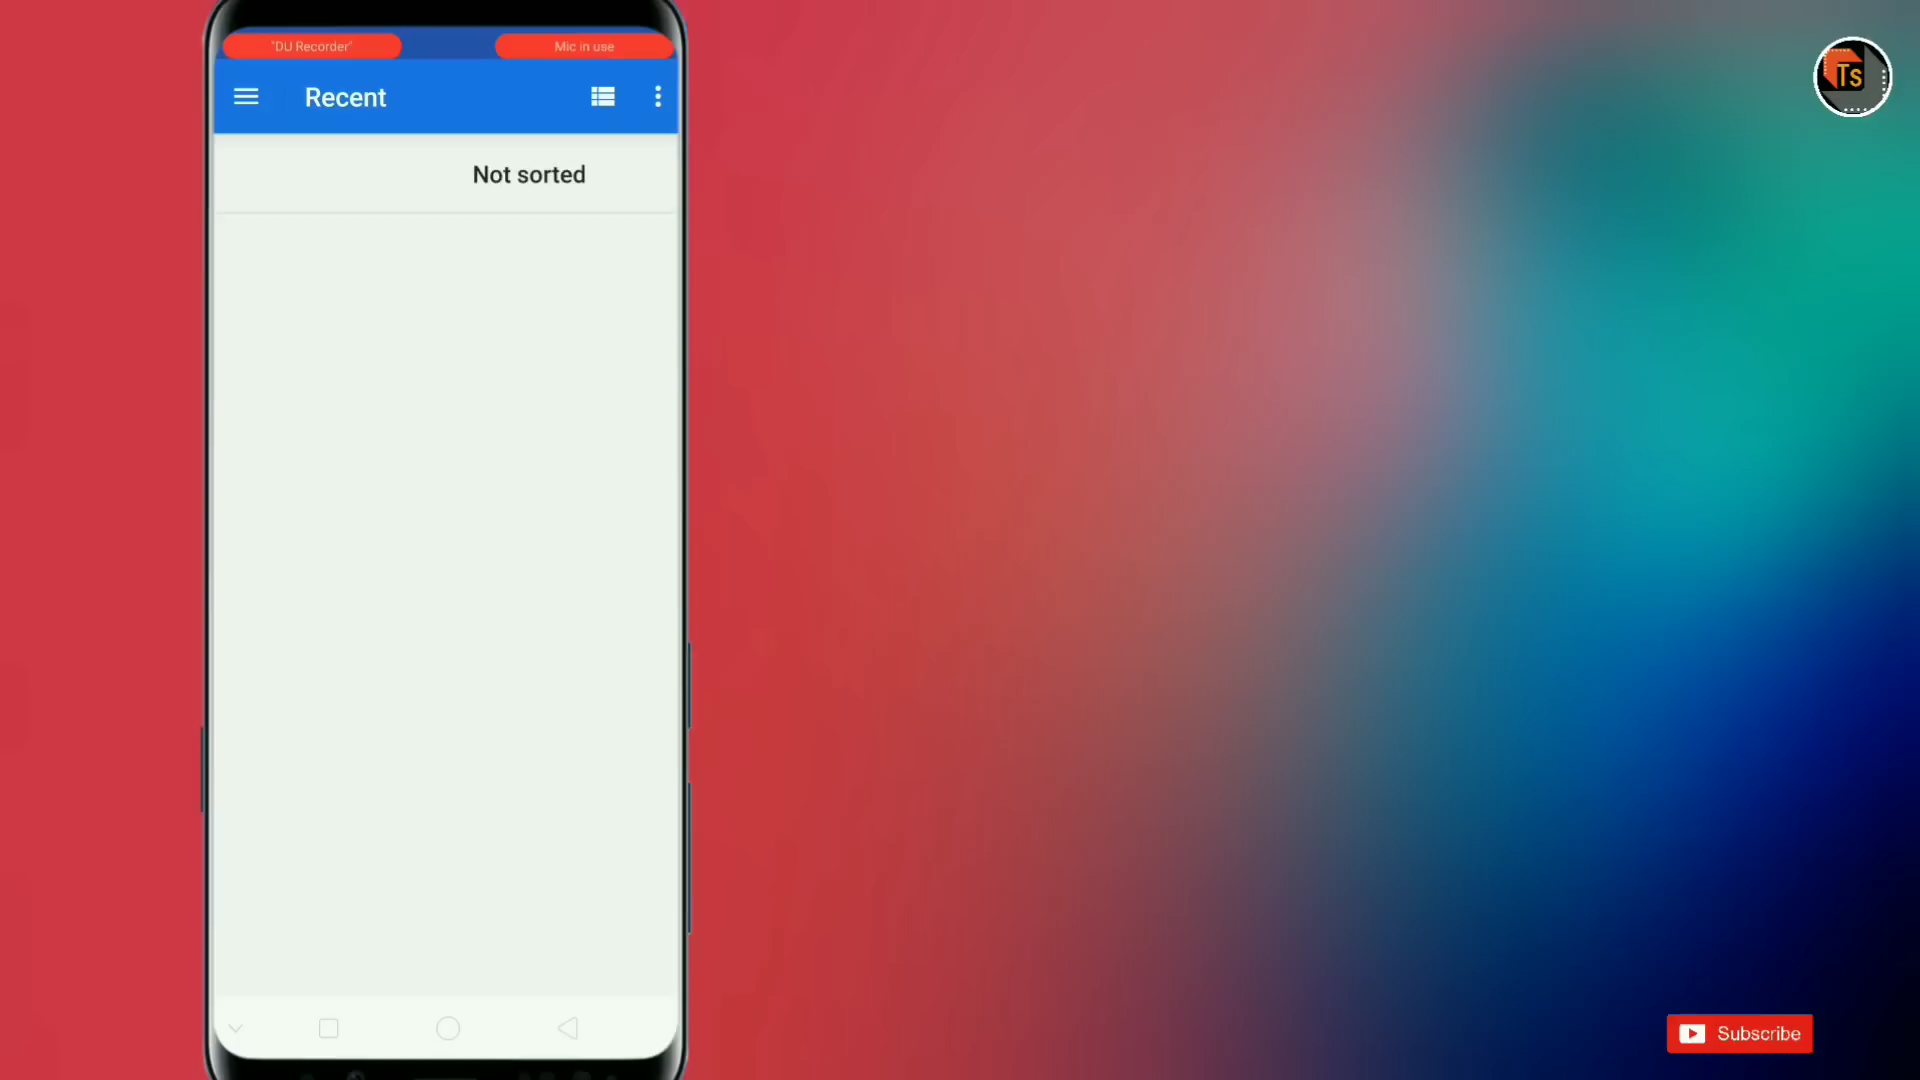 "DU Recorder"
Mic in use
Recent
Not sorted
Ts
Subscribe